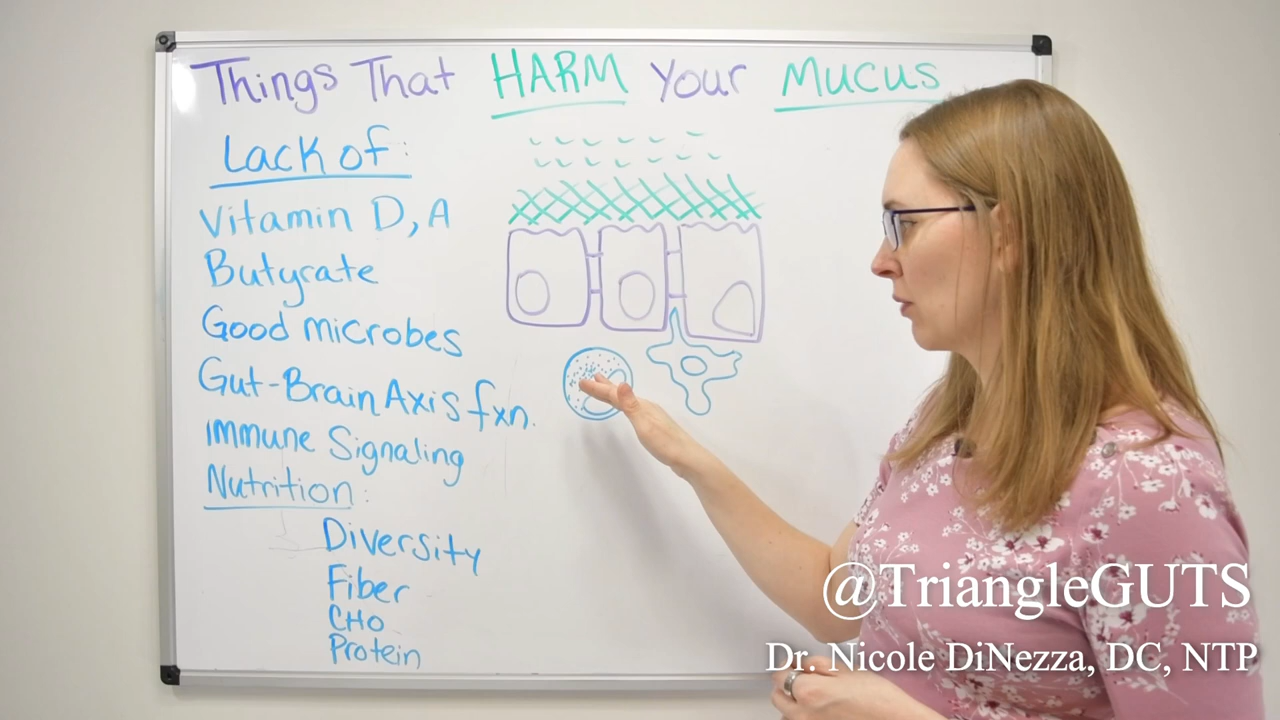 Things That HARM Your Mucus
Lack of:
Vitamin D, A
Butyrate
Good microbes
Gut-Brain Axis fxn.
Immune Signaling
Nutrition:
Diversity
Fiber
CHO
Protein
@TriangleGUTS
Dr. Nicole DiNezza, DC, NTP